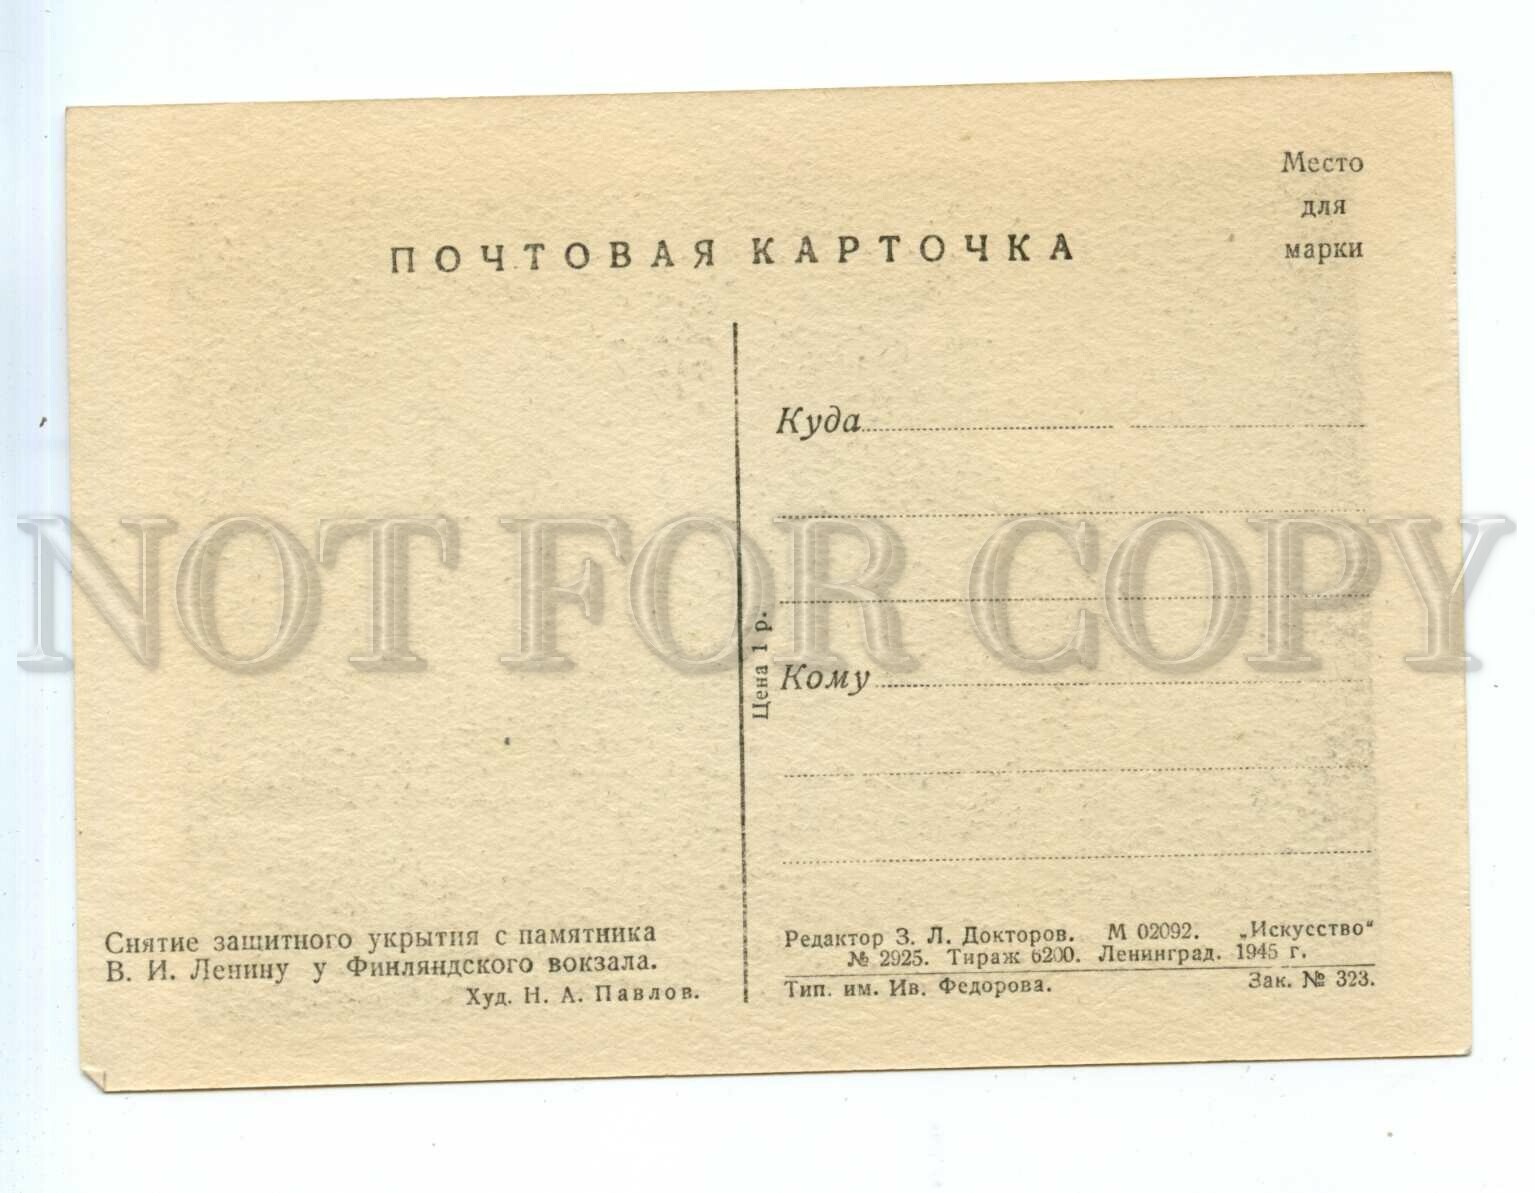 Место
для
марки
ПОЧТОВАЯ КАРТОЧКА
Куда
Кому
Цена 1 р.
NOT FOR COPY
Снятие защитного укрытия с памятника
В. И. Ленину у Финляндского вокзала.
Худ. Н. А. Павлов.
Редактор З. Л. Докторов. М 02092. „Искусство"
№ 2925. Тираж 6200. Ленинград. 1945 г.
Тип. им. Ив. Федорова. Зак. № 323.